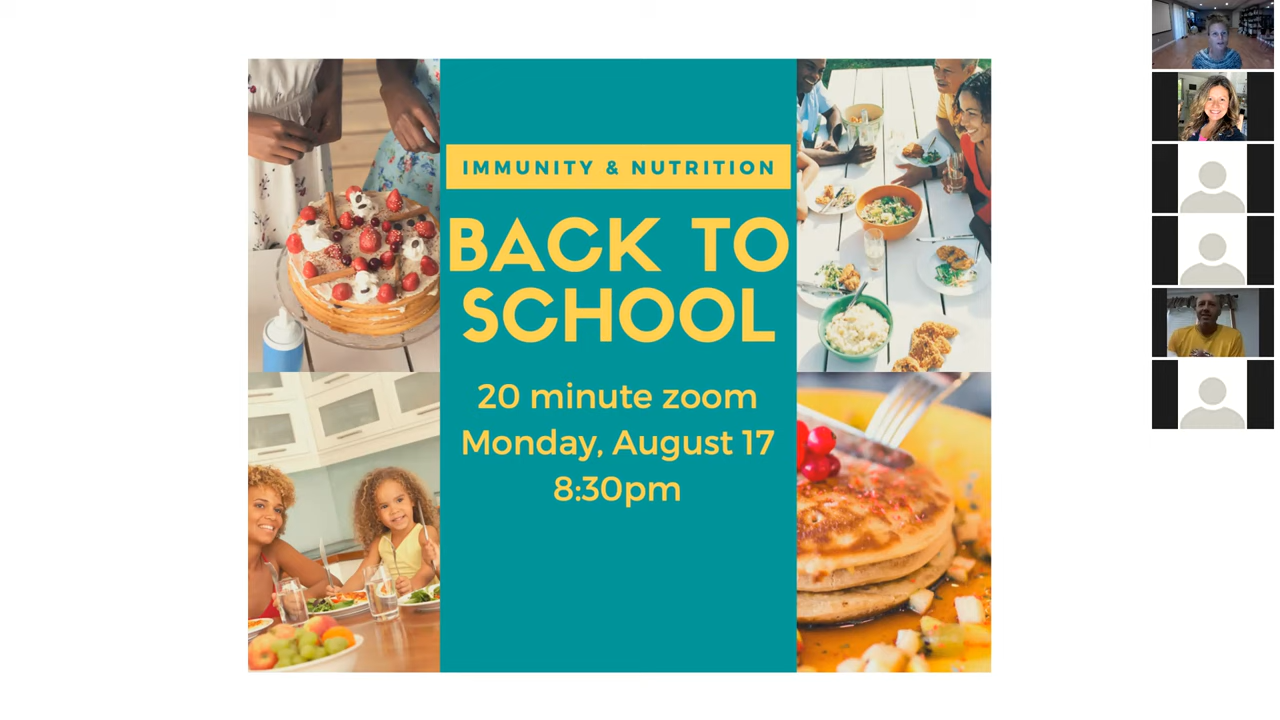 IMMUNITY & NUTRITION
BACK TO
SCHOOL
20 minute zoom
Monday, August 17
8:30pm